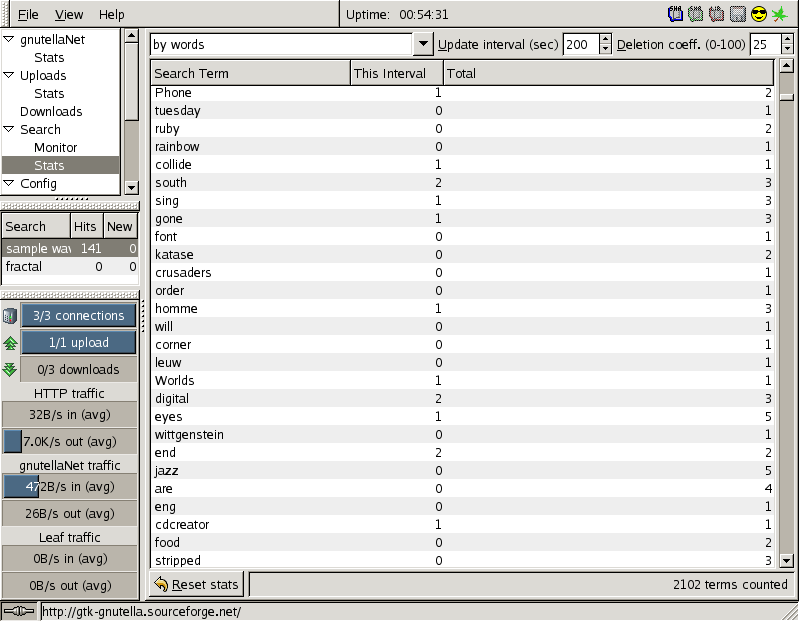 File View Help
Uptime: 00:54:31
gnutellaNet
Stats
Uploads
Stats
Downloads
Search
Monitor
Stats
Config
Search Hits New
sample wav 141 0
fractal 0 0
3/3 connections
1/1 upload
0/3 downloads
HTTP traffic
32B/s in (avg)
7.0K/s out (avg)
gnutellaNet traffic
472B/s in (avg)
26B/s out (avg)
Leaf traffic
0B/s in (avg)
0B/s out (avg)
by words Update interval (sec) 200 Deletion coeff. (0-100) 25
Search Term This Interval Total
Phone 1 2
tuesday 0 1
ruby 0 2
rainbow 0 1
collide 1 1
south 2 3
sing 1 3
gone 1 3
font 0 1
katase 0 2
crusaders 0 1
order 0 1
homme 1 3
will 0 1
corner 0 1
leuw 0 1
Worlds 1 1
digital 2 3
eyes 1 5
wittgenstein 0 1
end 2 2
jazz 0 5
are 0 4
eng 0 1
cdcreator 1 1
food 0 2
stripped 0 3
Reset stats 2102 terms counted
http://gtk-gnutella.sourceforge.net/